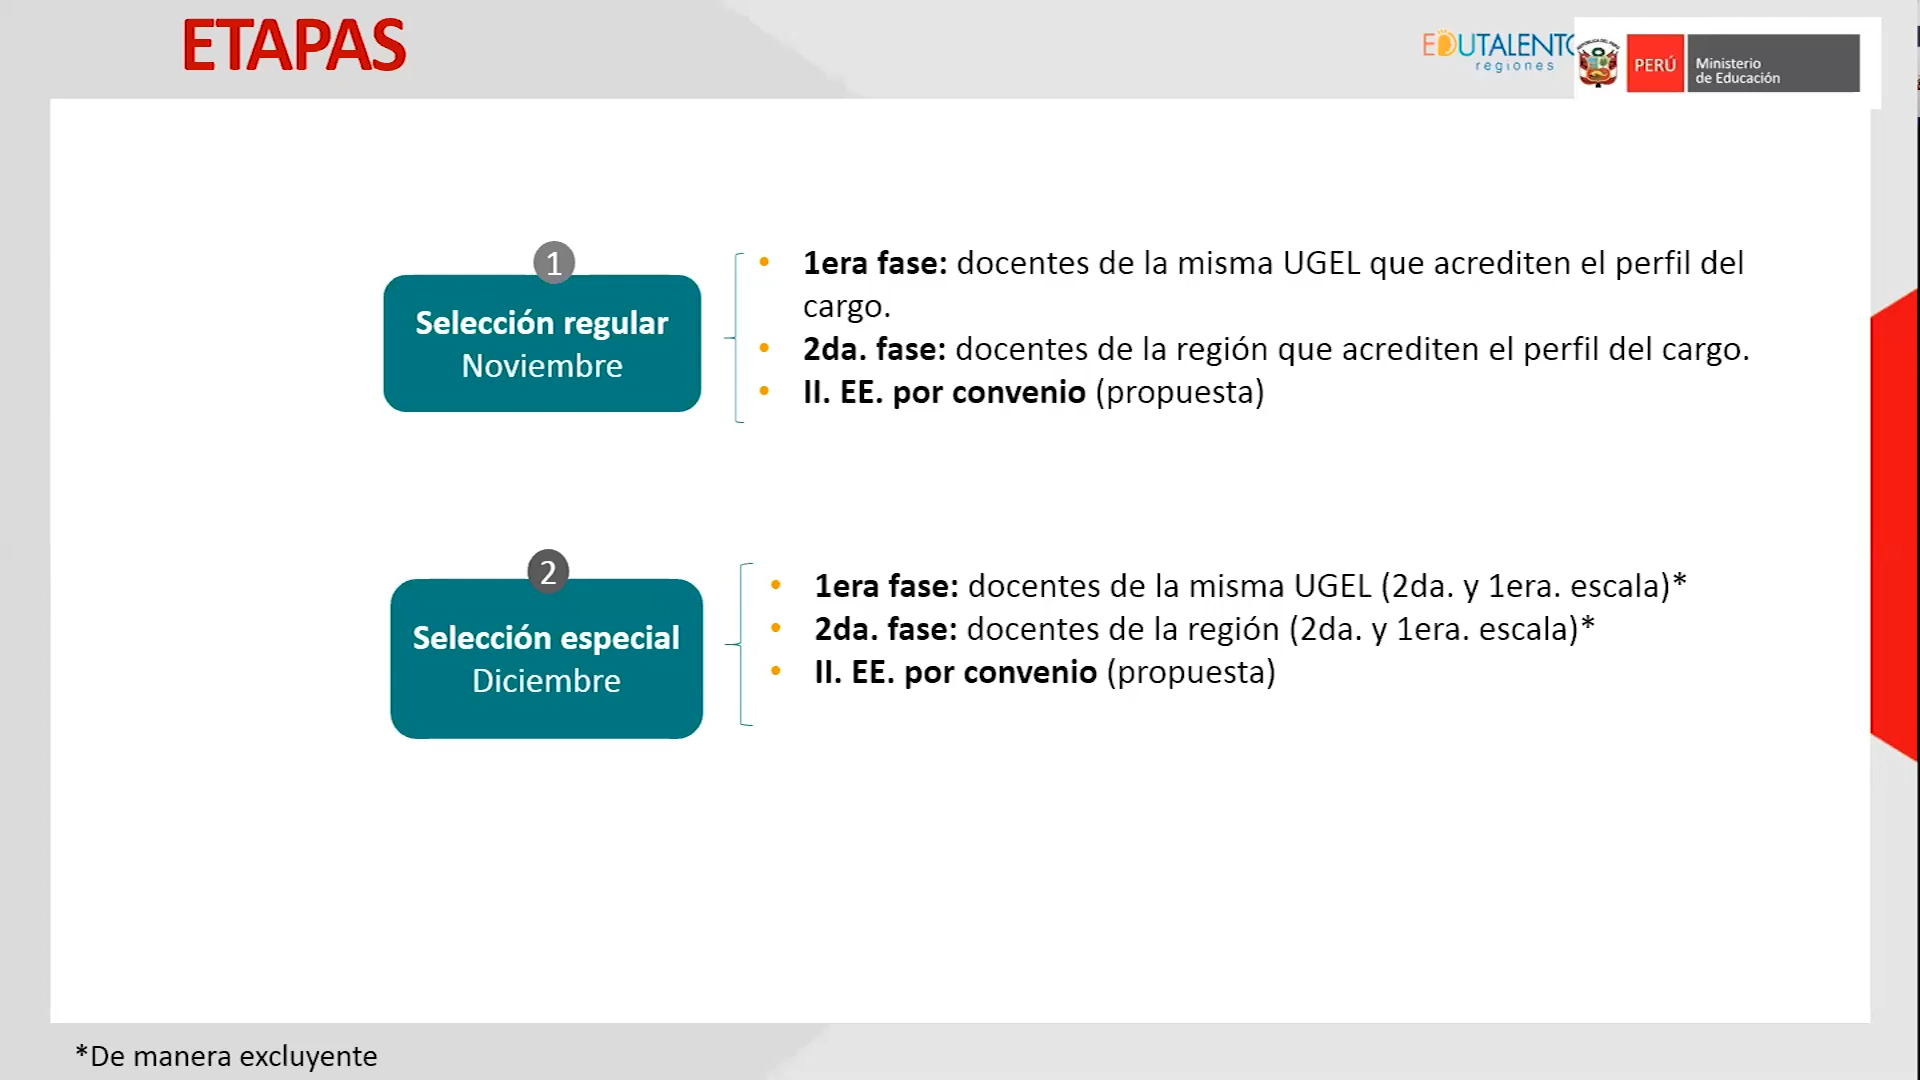 ETAPAS
EDUTALENTO
regiones
PERÚ
Ministerio
de Educación
1
Selección regular
Noviembre
• 1era fase: docentes de la misma UGEL que acrediten el perfil del
cargo.
• 2da. fase: docentes de la región que acrediten el perfil del cargo.
• II. EE. por convenio (propuesta)
2
Selección especial
Diciembre
• 1era fase: docentes de la misma UGEL (2da. y 1era. escala)*
• 2da. fase: docentes de la región (2da. y 1era. escala)*
• II. EE. por convenio (propuesta)
*De manera excluyente